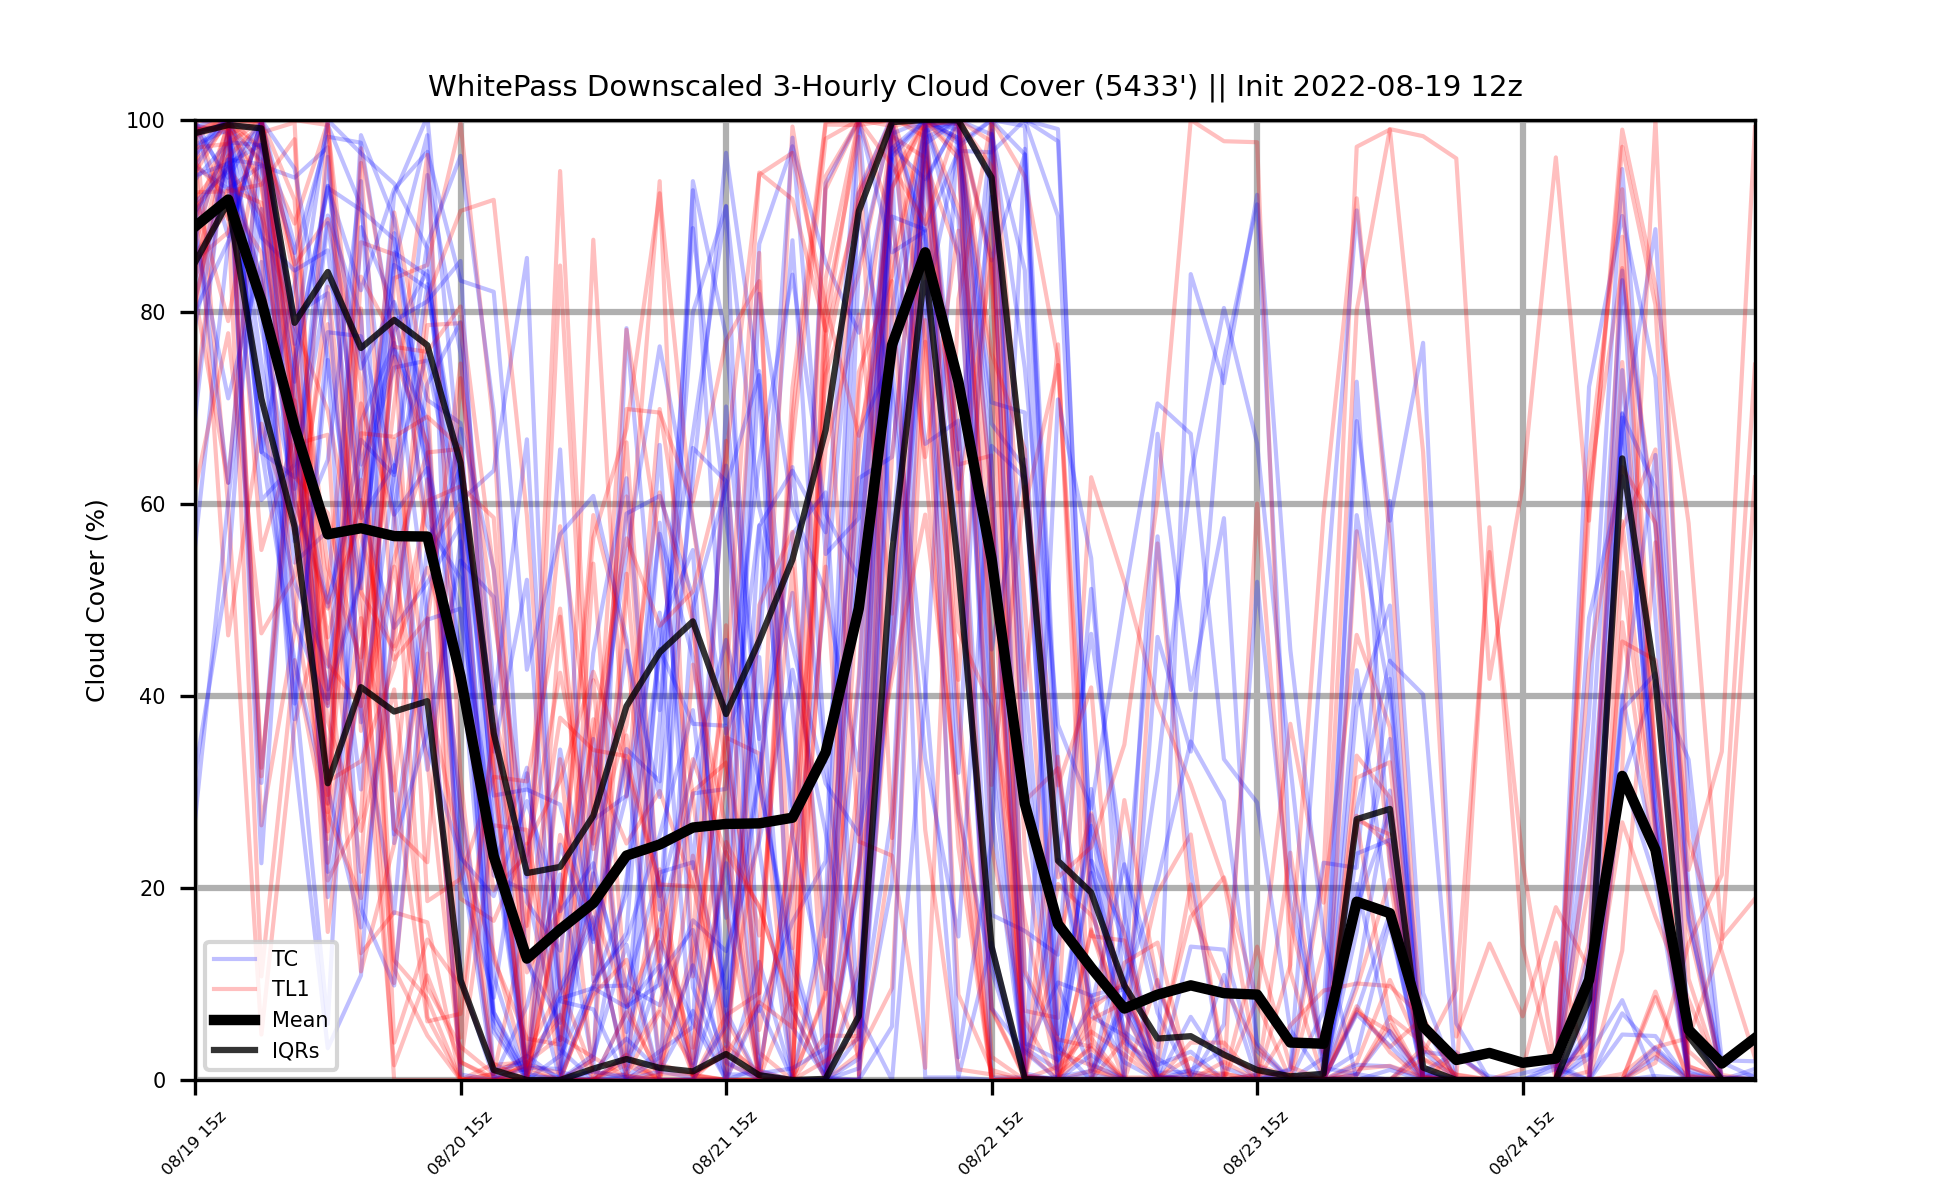 WhitePass Downscaled 3-Hourly Cloud Cover (5433') || Init 2022-08-19 12z
Cloud Cover (%)
100
80
60
40
20
0
TC
TL1
Mean
IQRs
08/19 15z
08/20 15z
08/21 15z
08/22 15z
08/23 15z
08/24 15z